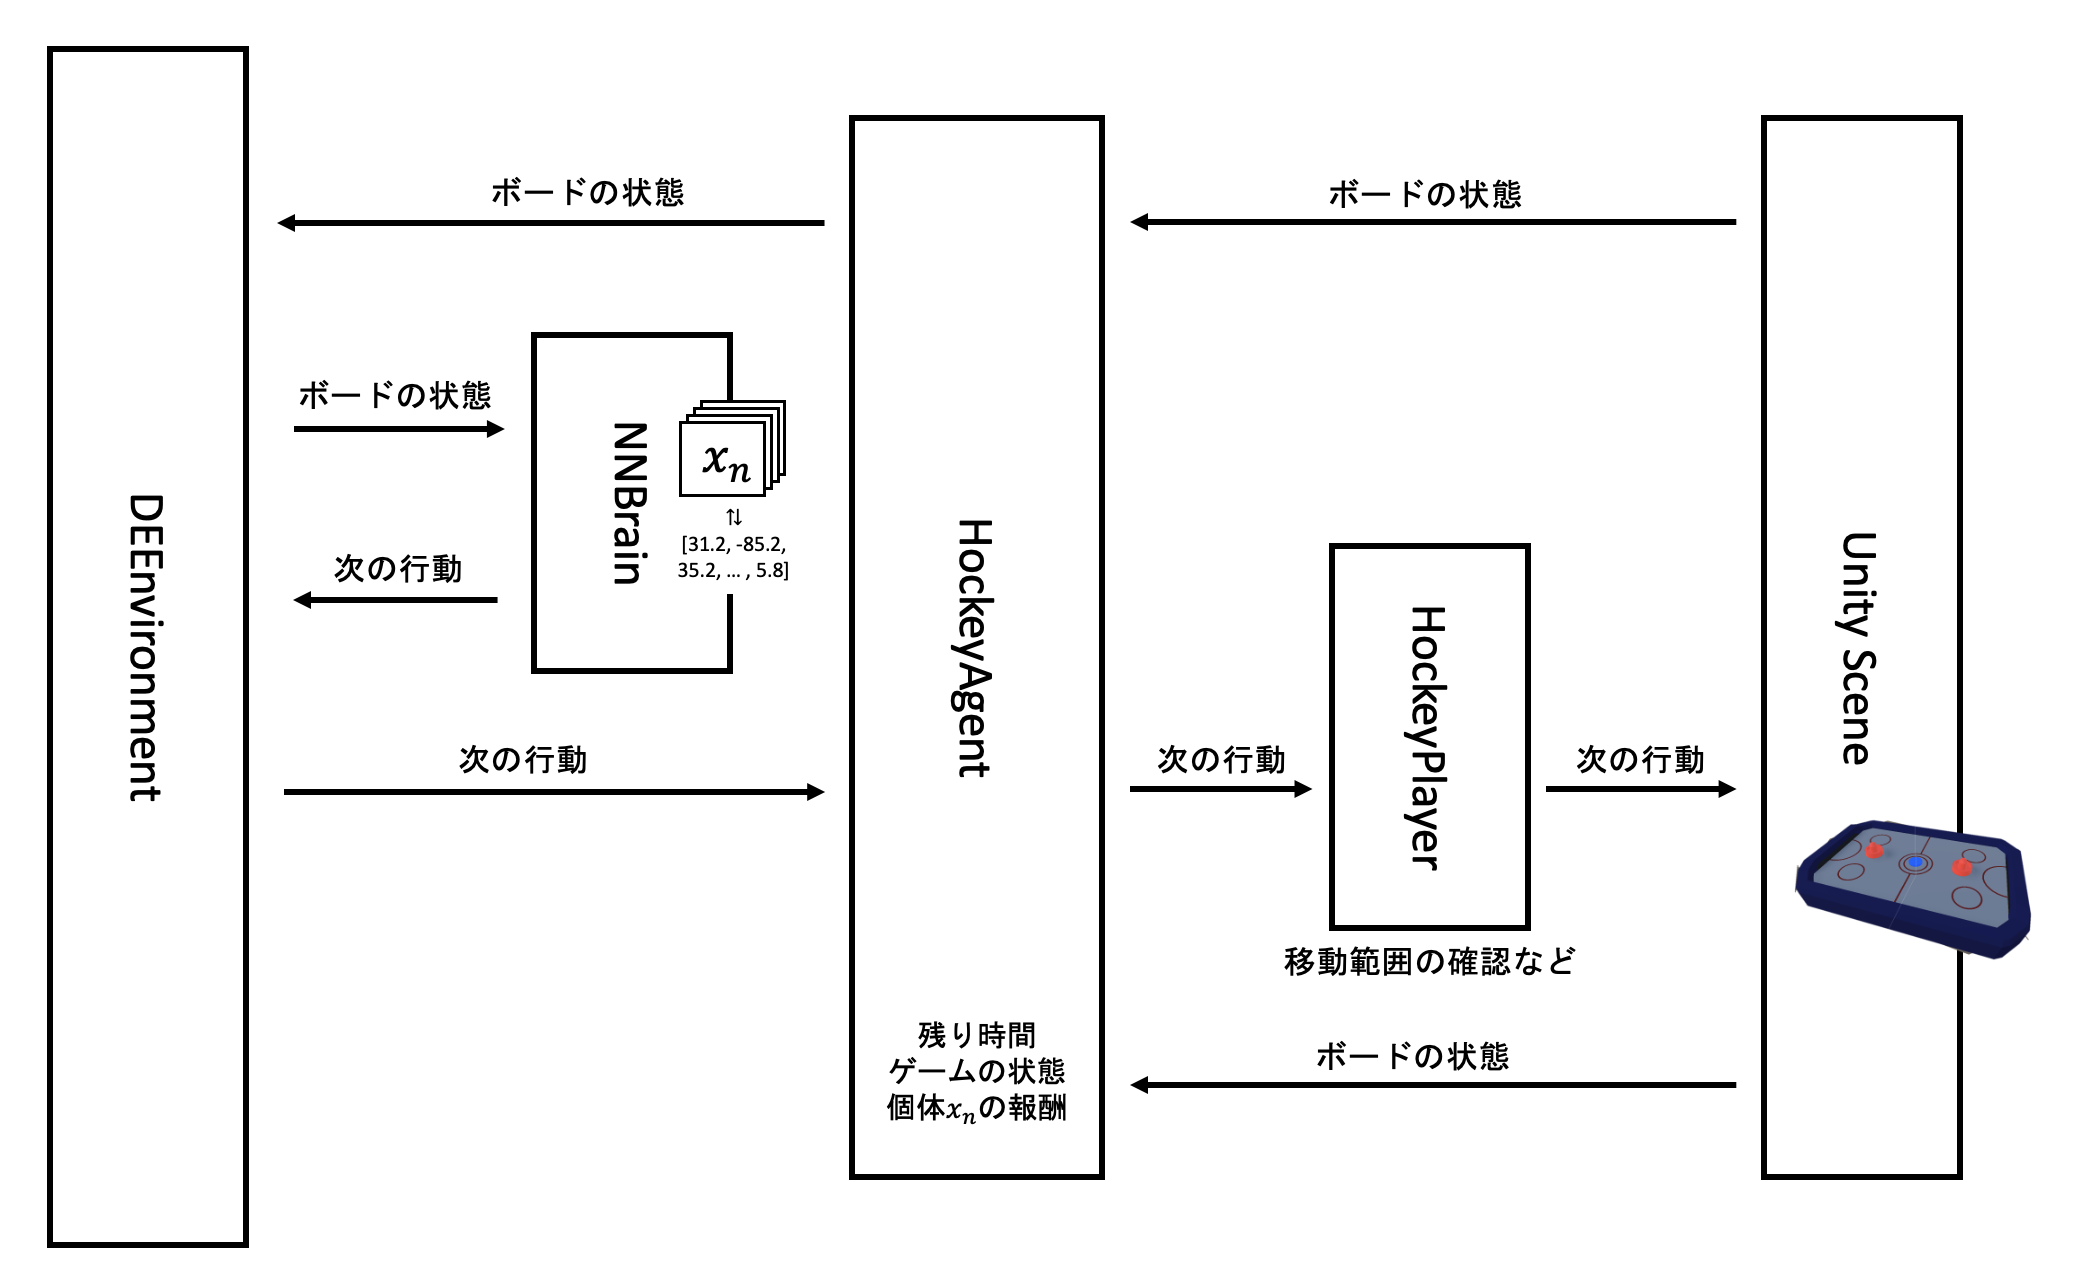 DEEnvironment
ボードの状態
ボードの状態
ボードの状態
次の行動
NNBrain
xₙ
⇅
[31.2, -85.2,
35.2, ... , 5.8]
次の行動
HockeyAgent
残り時間
ゲームの状態
個体xₙの報酬
次の行動
HockeyPlayer
移動範囲の確認など
次の行動
ボードの状態
Unity Scene